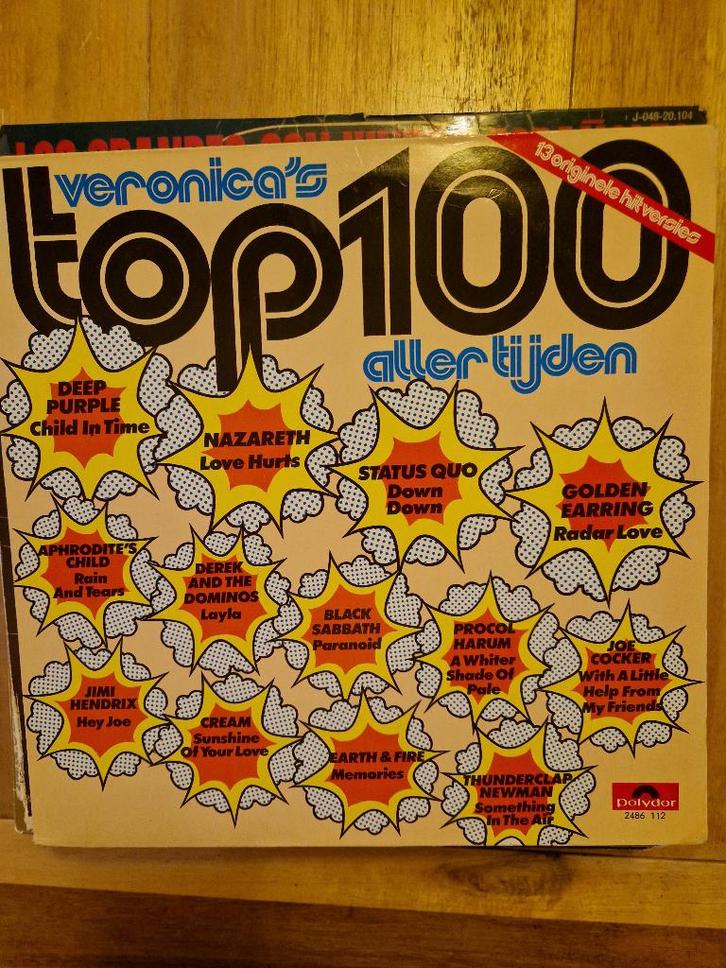 J-048-20.104
LOS GRANDES CON
veronica's
top100
13 originele hitversies
aller tijden
DEEP
PURPLE
Child In Time
NAZARETH
Love Hurts
STATUS QUO
Down
Down
GOLDEN
EARRING
Radar Love
APHRODITE'S
CHILD
Rain
And Tears
DEREK
AND THE
DOMINOS
Layla
BLACK
SABBATH
Paranoid
PROCOL
HARUM
A Whiter
Shade Of
Pale
JOE
COCKER
With A Little
Help From
My Friends
JIMI
HENDRIX
Hey Joe
CREAM
Sunshine
Of Your Love
EARTH & FIRE
Memories
THUNDERCLAP
NEWMAN
Something
In The Air
polydor
2486 112